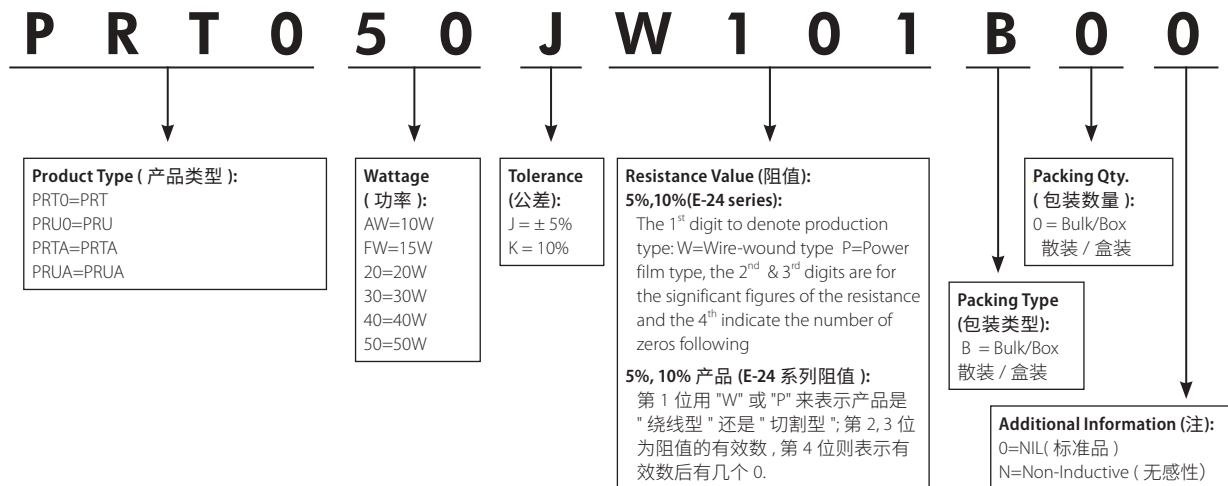 P R T 0 5 0 J W 1 0 1 B 0 0
Product Type ( 产品类型 ):
PRT0=PRT
PRU0=PRU
PRTA=PRTA
PRUA=PRUA
Wattage
( 功率 ):
AW=10W
FW=15W
20=20W
30=30W
40=40W
50=50W
Tolerance
(公差):
J = ± 5%
K = 10%
Resistance Value (阻值):
5%,10%(E-24 series):
The 1st digit to denote production
type: W=Wire-wound type P=Power
film type, the 2nd & 3rd digits are for
the significant figures of the resistance
and the 4th indicate the number of
zeros following
5%, 10% 产品 (E-24 系列阻值 ):
第 1 位用 "W" 或 "P" 来表示产品是
" 绕线型 " 还是 " 切割型 "; 第 2, 3 位
为阻值的有效数 , 第 4 位则表示有
效数后有几个 0.
Packing Type
(包装类型):
B = Bulk/Box
散装 / 盒装
Packing Qty.
( 包装数量 ):
0 = Bulk/Box
散装 / 盒装
Additional Information (注):
0=NIL( 标准品 )
N=Non-Inductive ( 无感性)